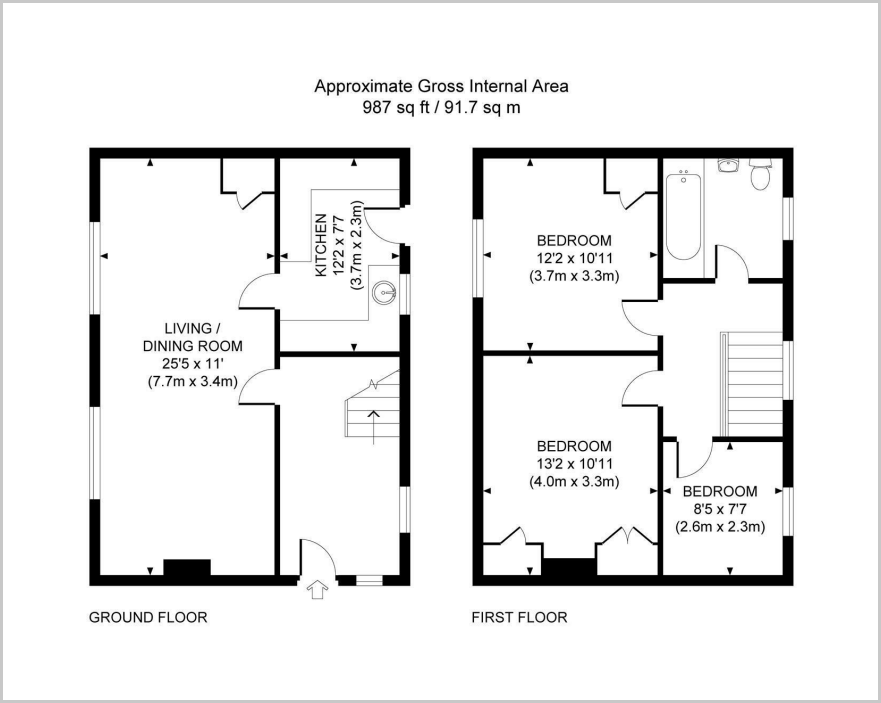 Approximate Gross Internal Area
987 sq ft / 91.7 sq m
LIVING /
DINING ROOM
25'5 x 11'
(7.7m x 3.4m)
KITCHEN
12'2 x 7'7
(3.7m x 2.3m)
GROUND FLOOR
BEDROOM
12'2 x 10'11
(3.7m x 3.3m)
BEDROOM
13'2 x 10'11
(4.0m x 3.3m)
BEDROOM
8'5 x 7'7
(2.6m x 2.3m)
FIRST FLOOR